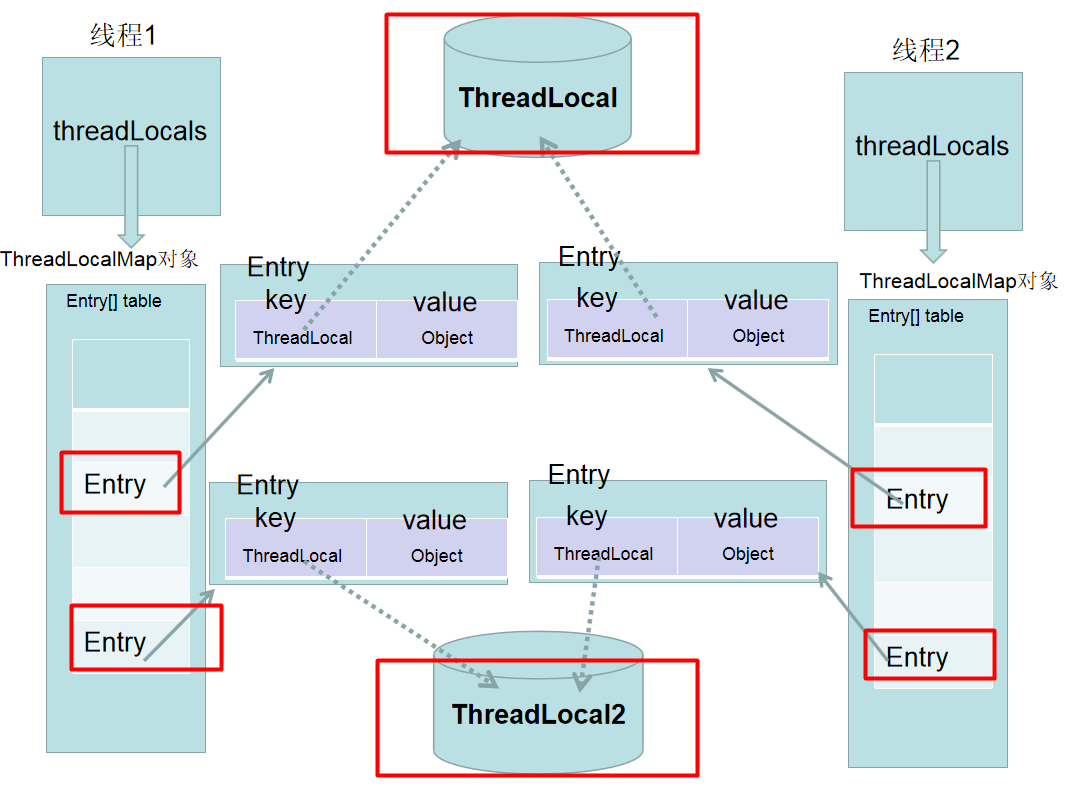 线程1
ThreadLocal
线程2
threadLocals
threadLocals
ThreadLocalMap对象
ThreadLocalMap对象
Entry[] table
Entry[] table
Entry
key
value
ThreadLocal
Object
Entry
key
value
ThreadLocal
Object
Entry
Entry
Entry
key
value
ThreadLocal
Object
Entry
key
value
ThreadLocal
Object
Entry
Entry
ThreadLocal2